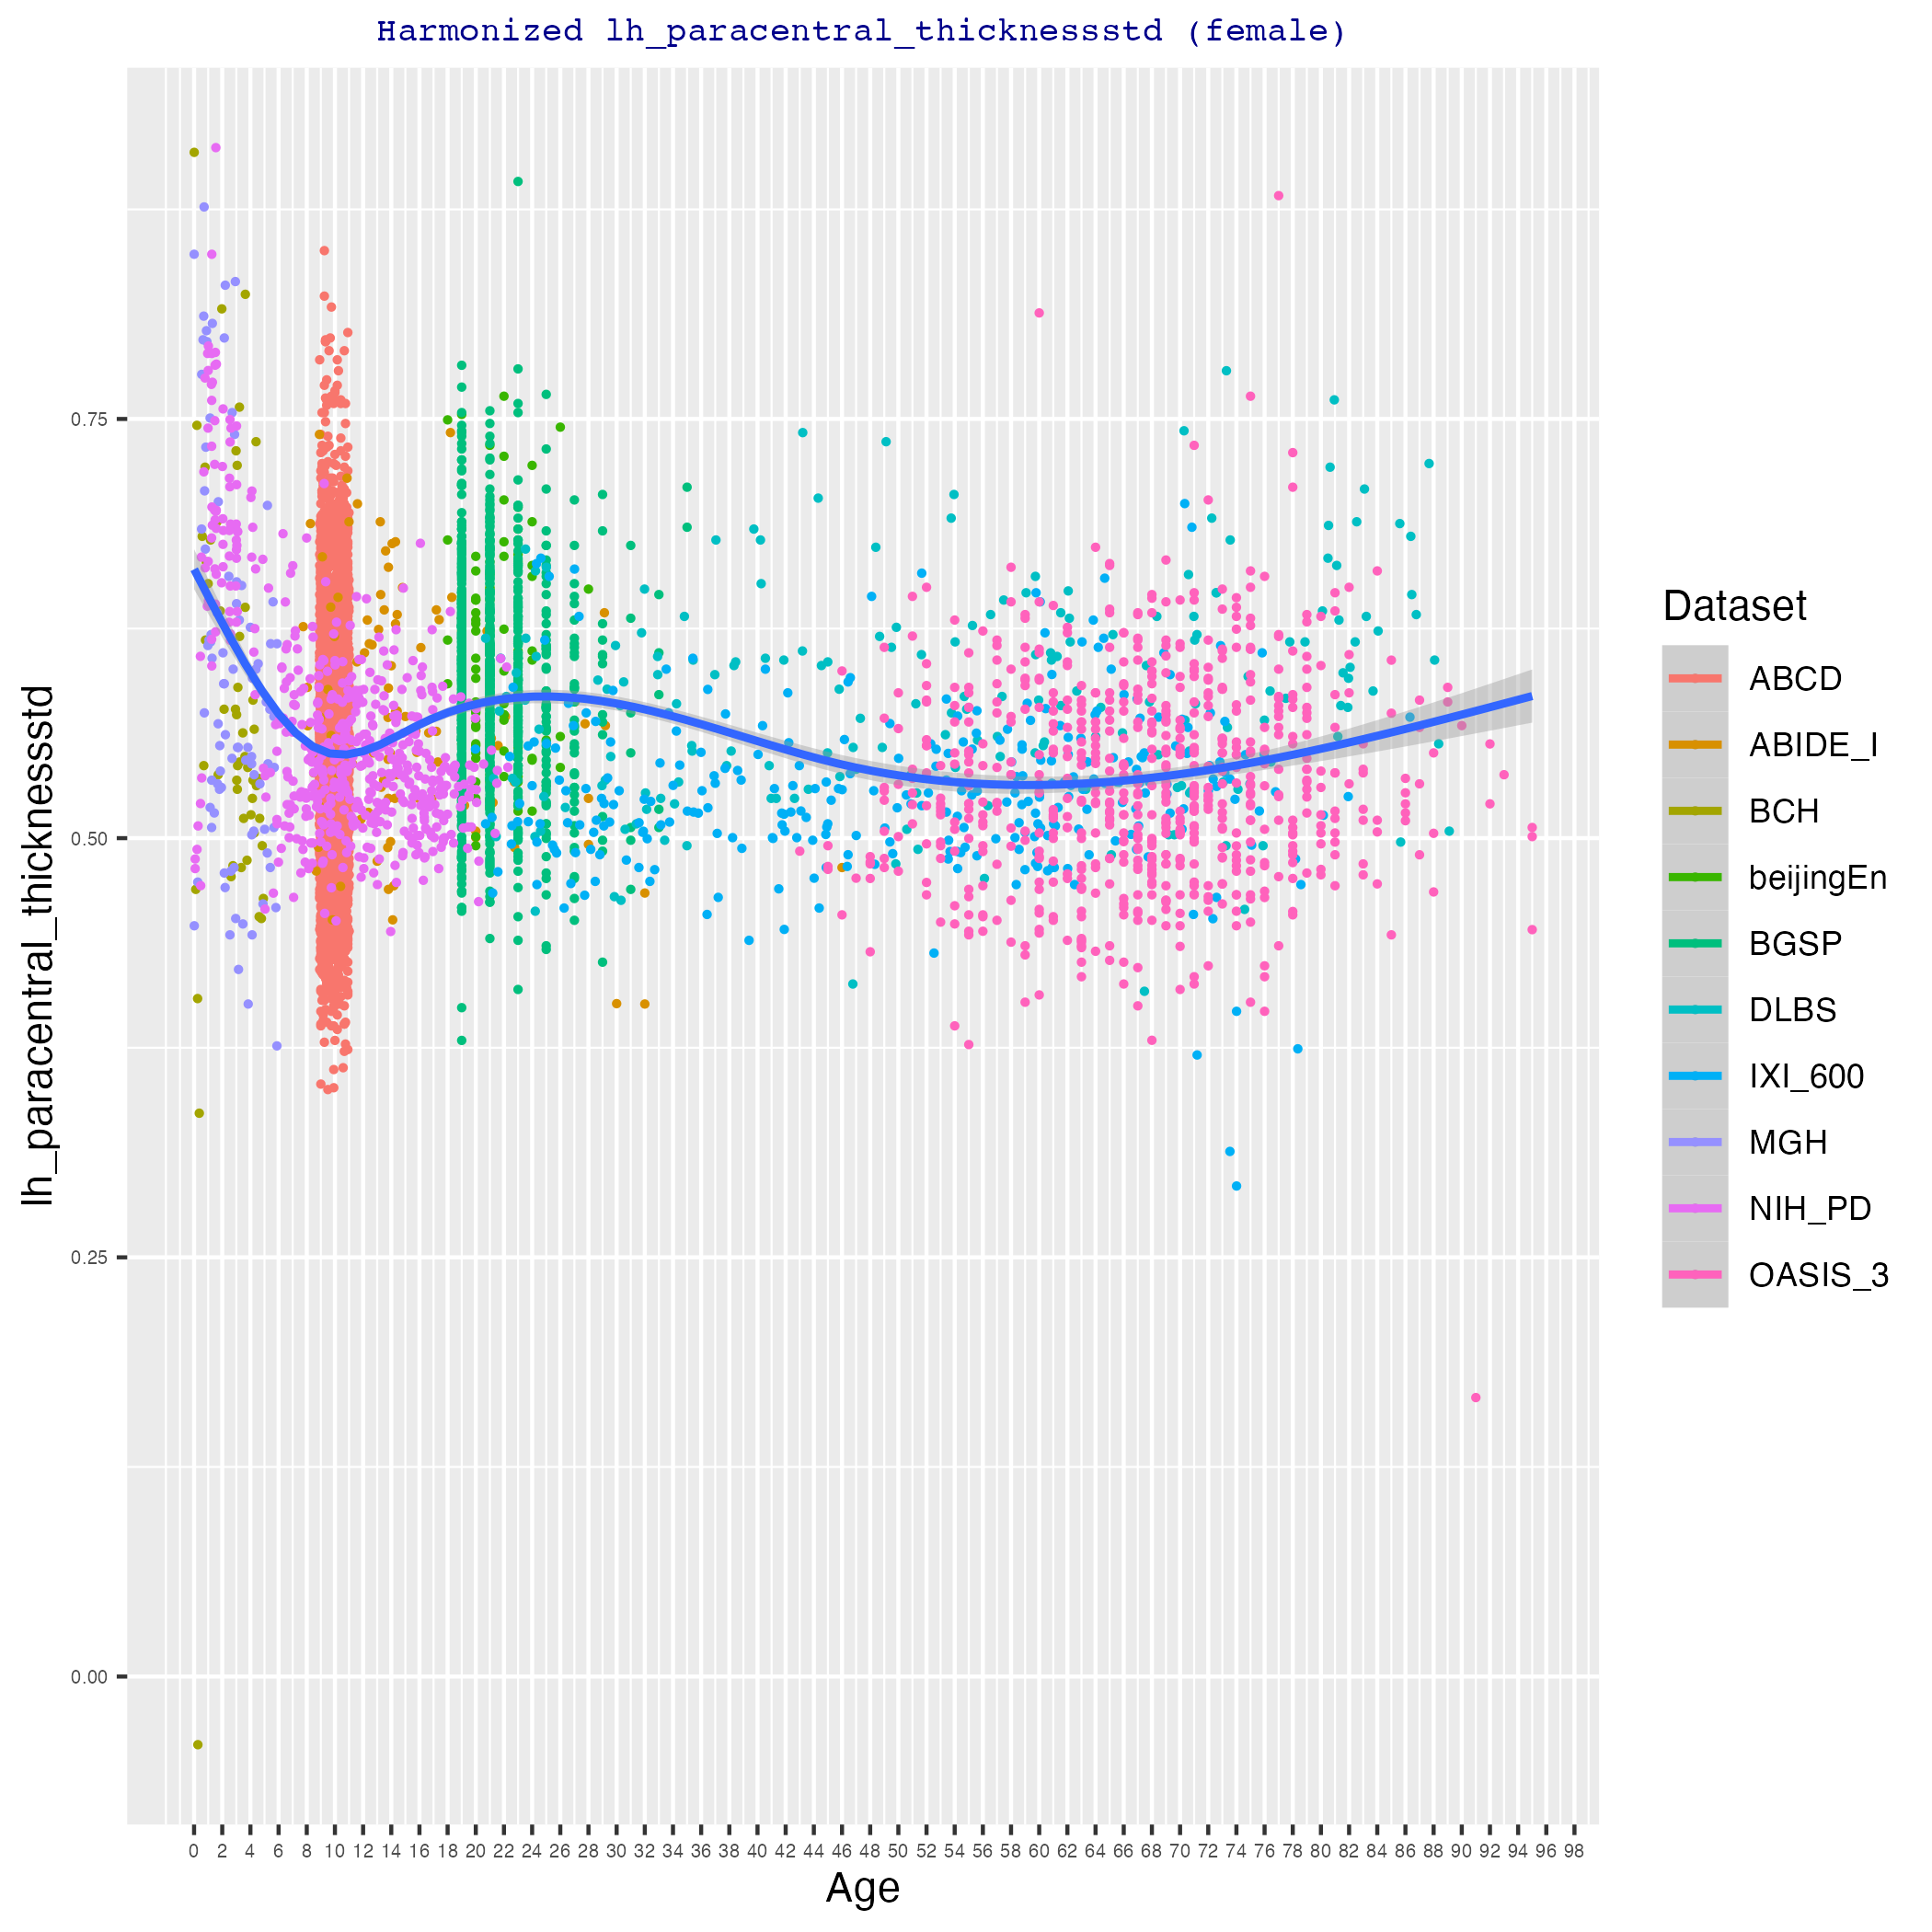 Harmonized lh_paracentral_thicknessstd (female)
lh_paracentral_thicknessstd
0.75
0.50
0.25
0.00
0 2 4 6 8 10 12 14 16 18 20 22 24 26 28 30 32 34 36 38 40 42 44 46 48 50 52 54 56 58 60 62 64 66 68 70 72 74 76 78 80 82 84 86 88 90 92 94 96 98
Age
Dataset
ABCD
ABIDE_I
BCH
beijingEn
BGSP
DLBS
IXI_600
MGH
NIH_PD
OASIS_3